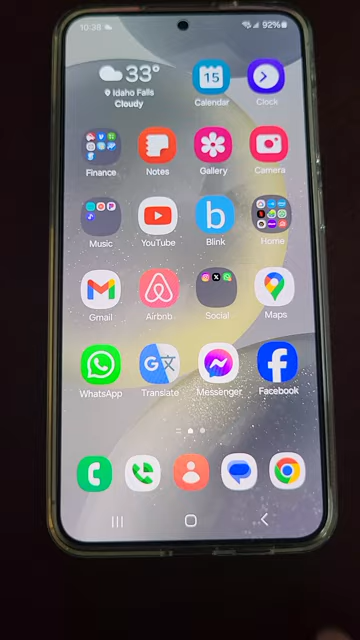 10:35 92%
33°
Idaho Falls
Cloudy
15
Calendar Clock
Finance Notes Gallery Camera
Music YouTube Blink Home
b
Gmail Airbnb Social Maps
G
WhatsApp Translate Messenger Facebook